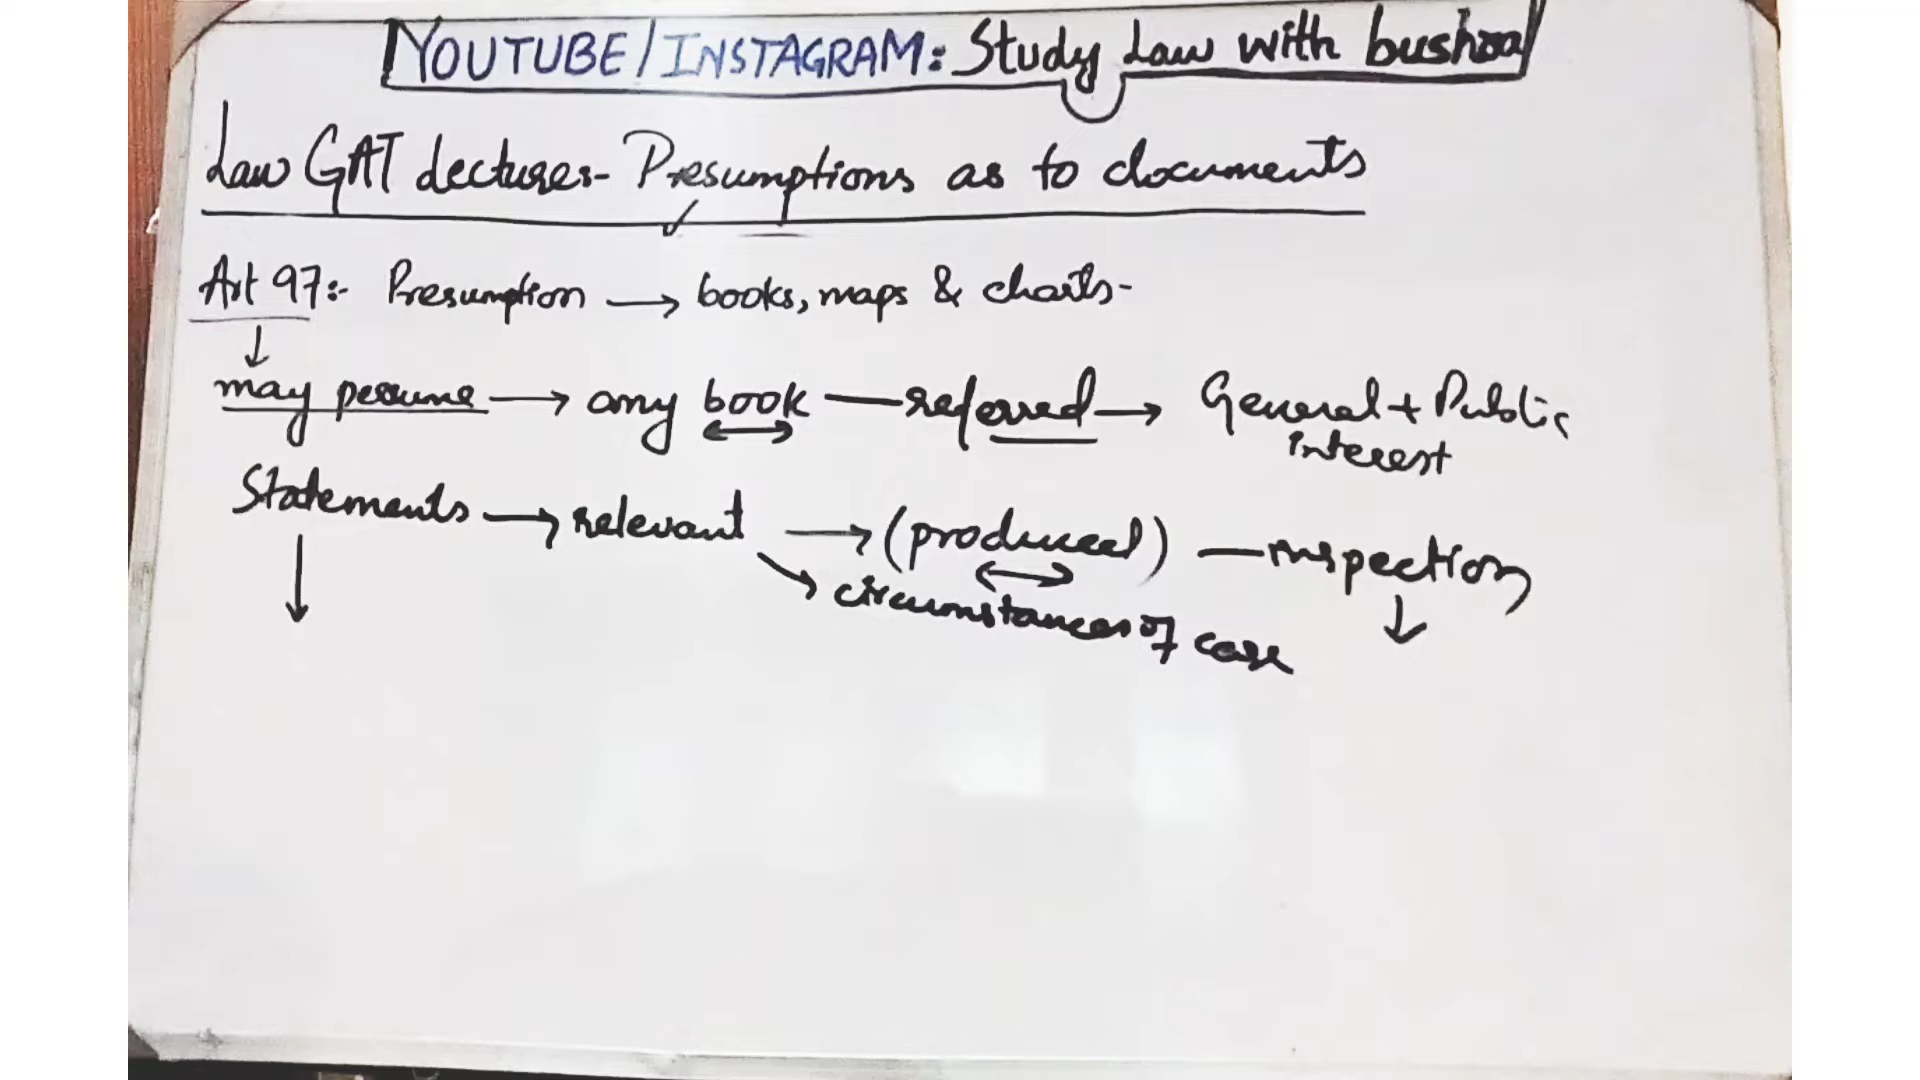 YOUTUBE/INSTAGRAM: Study Law with bushra
Law GAT Lectures- Presumptions as to documents
Art 97:- Presumption → books, maps & charts-
↓
may pesume → any book — referred → General + Public interest
Statements → relevant → (produced) — inspection
↓ ↘ circumstances of case ↓